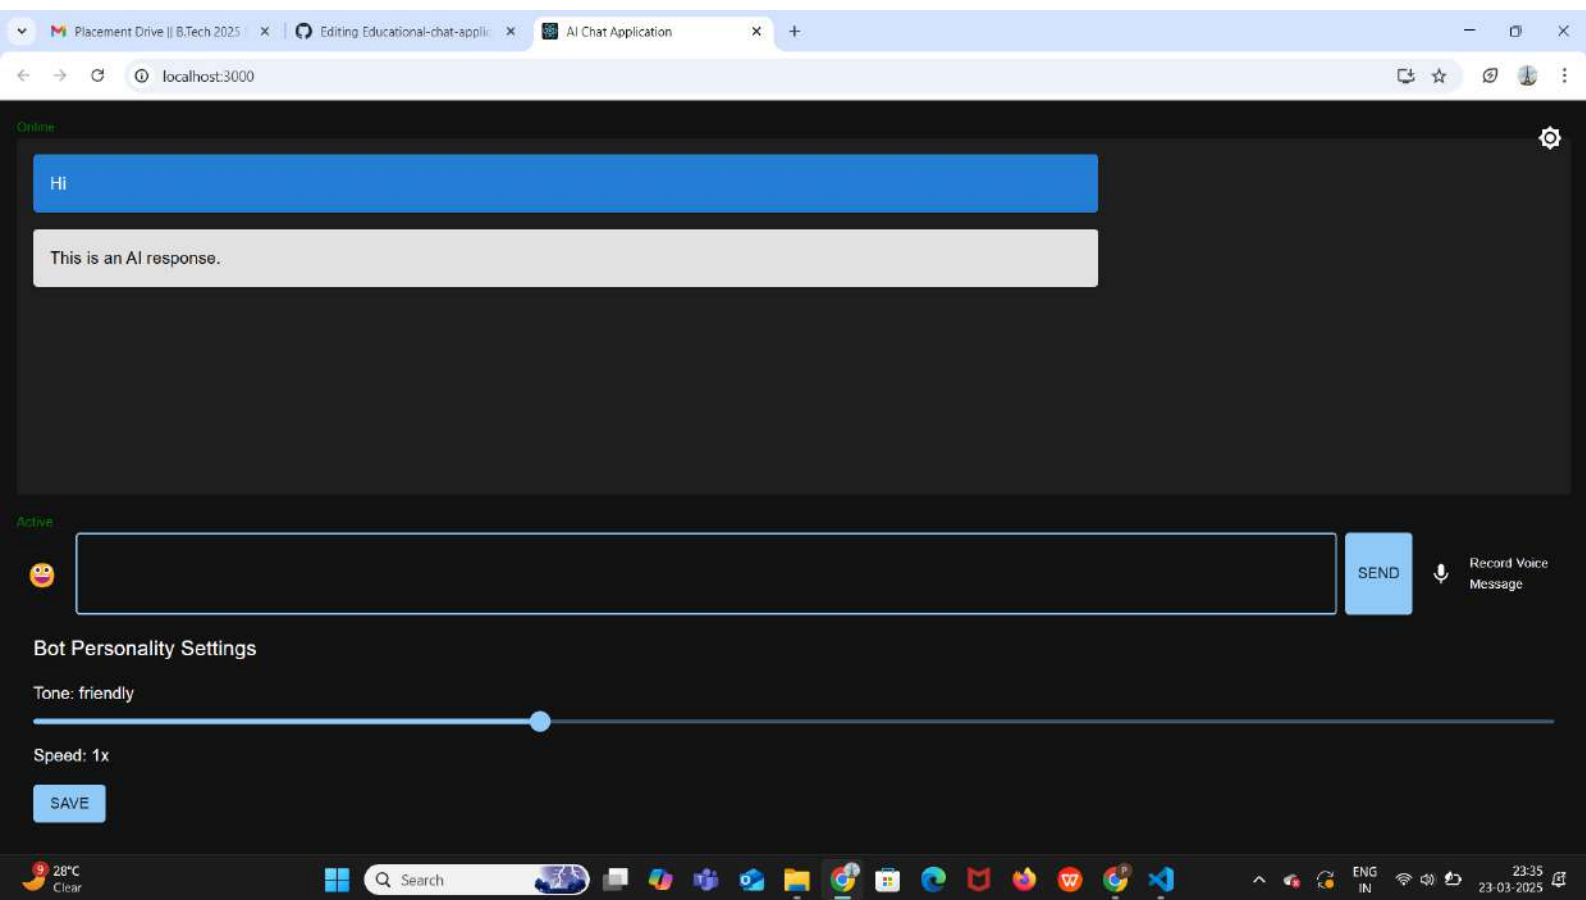 Placement Drive || B.Tech 2025
Editing Educational-chat-applic
AI Chat Application
localhost:3000
Online
Hi
This is an AI response.
Active
SEND
Record Voice
Message
Bot Personality Settings
Tone: friendly
Speed: 1x
SAVE
9
28°C
Clear
Search
ENG
IN
23:35
23-03-2025